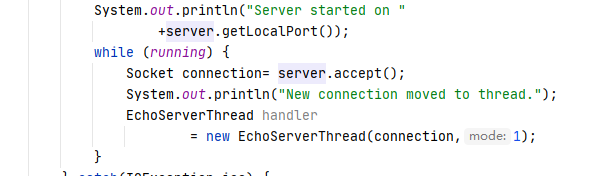 System.out.println("Server started on "
+server.getLocalPort());
while (running) {
Socket connection= server.accept();
System.out.println("New connection moved to thread.");
EchoServerThread handler
= new EchoServerThread(connection, mode: 1);
}
} catch(IOException ioe) {